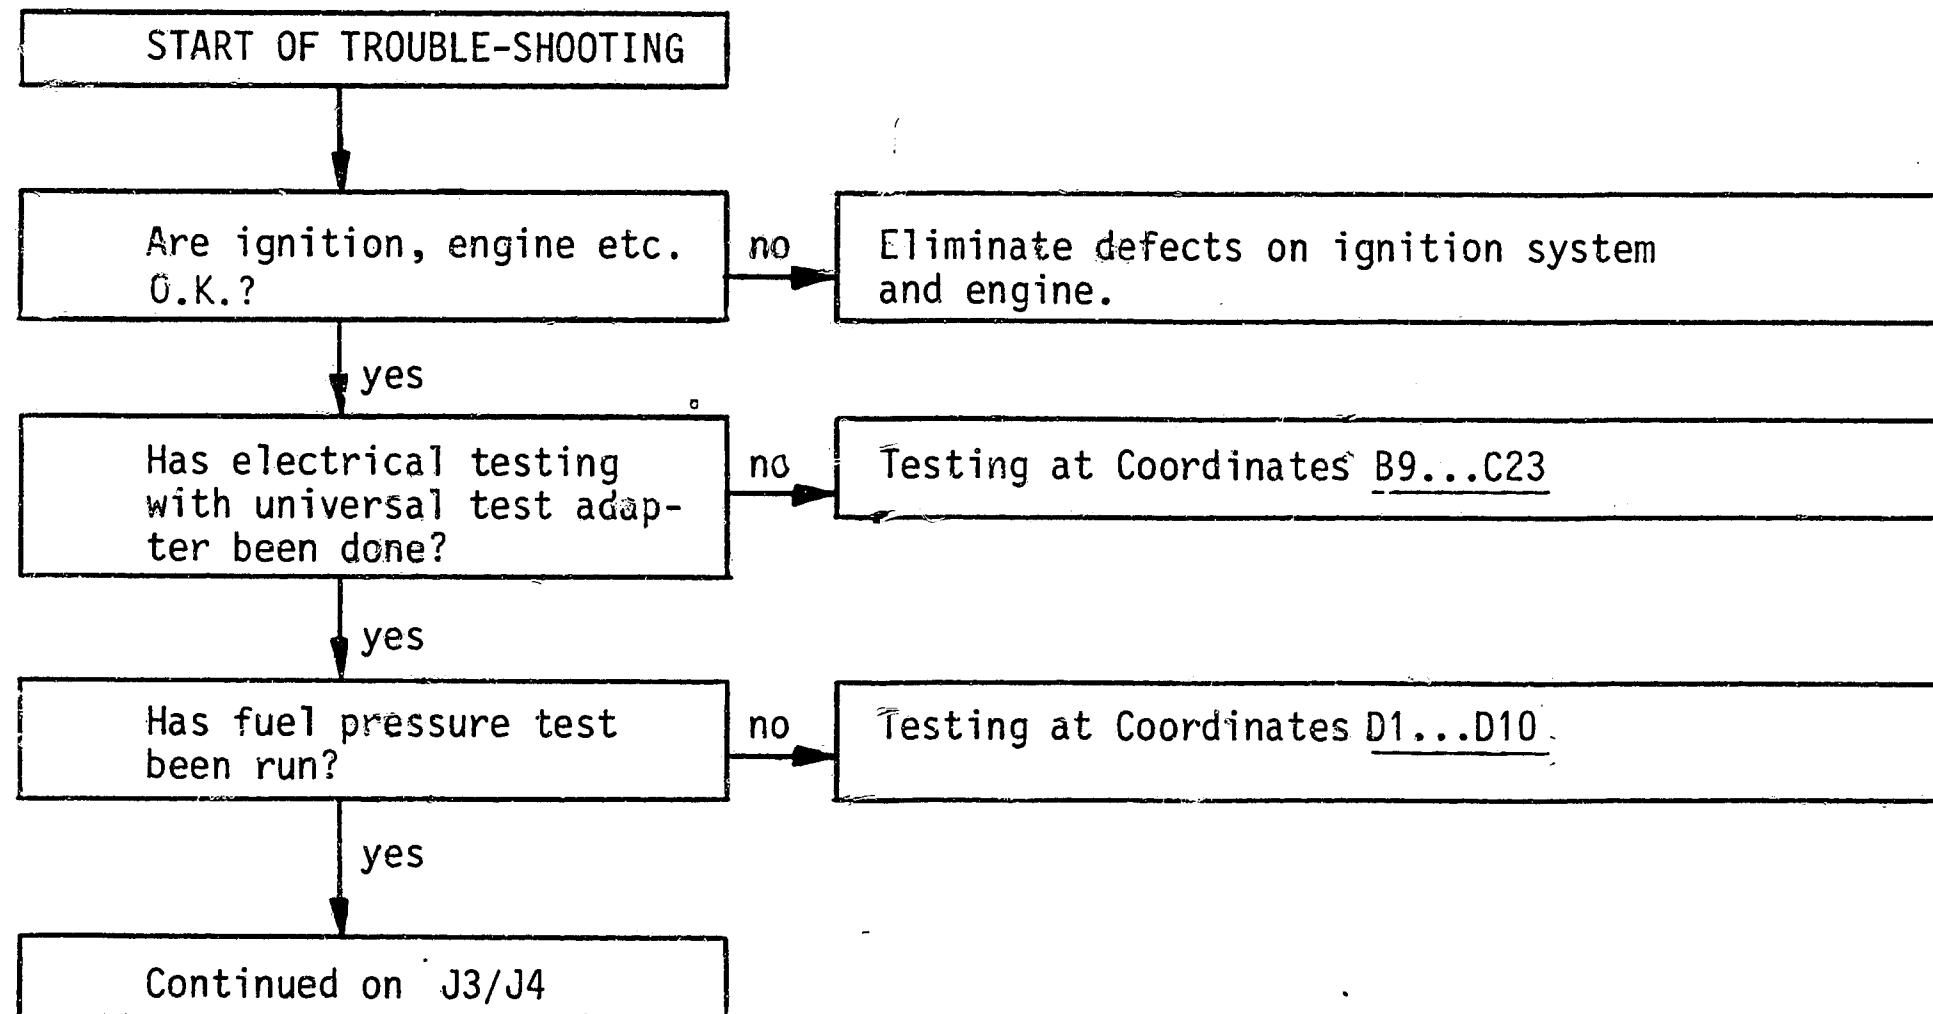 START OF TROUBLE-SHOOTING
Are ignition, engine etc.
O.K.?
no
Eliminate defects on ignition system
and engine.
yes
Has electrical testing
with universal test adap-
ter been done?
no
Testing at Coordinates B9...C23
yes
Has fuel pressure test
been run?
no
Testing at Coordinates D1...D10
yes
Continued on J3/J4